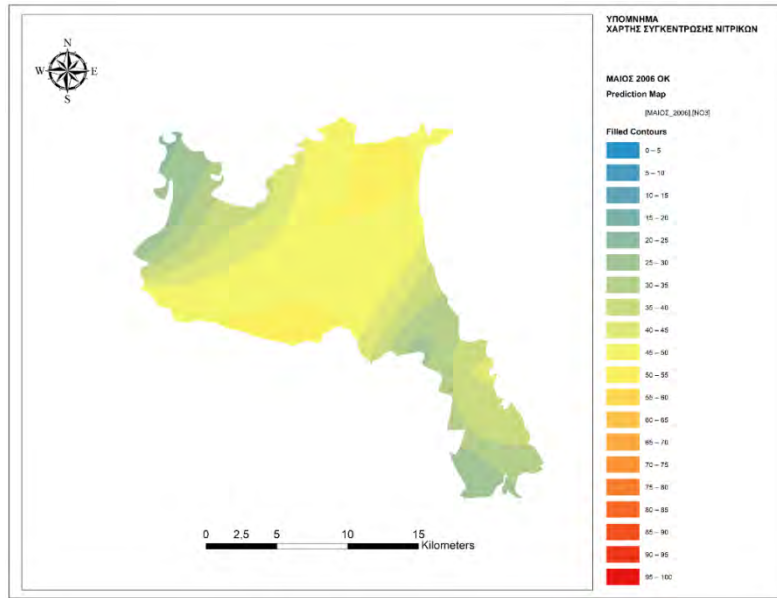 ΥΠΟΜΝΗΜΑ
ΧΑΡΤΗΣ ΣΥΓΚΕΝΤΡΩΣΗΣ ΝΙΤΡΙΚΩΝ
N
W E
S
ΜΑΙΟΣ 2006 ΟΚ
Prediction Map
[ΜΑΙΟΣ_2006].[NO3]
Filled Contours
0 – 5
5 – 10
10 – 15
15 – 20
20 – 25
25 – 30
30 – 35
35 – 40
40 – 45
45 – 50
50 – 55
55 – 60
60 – 65
65 – 70
70 – 75
75 – 80
80 – 85
85 – 90
90 – 95
95 – 100
0 2,5 5 10 15
Kilometers